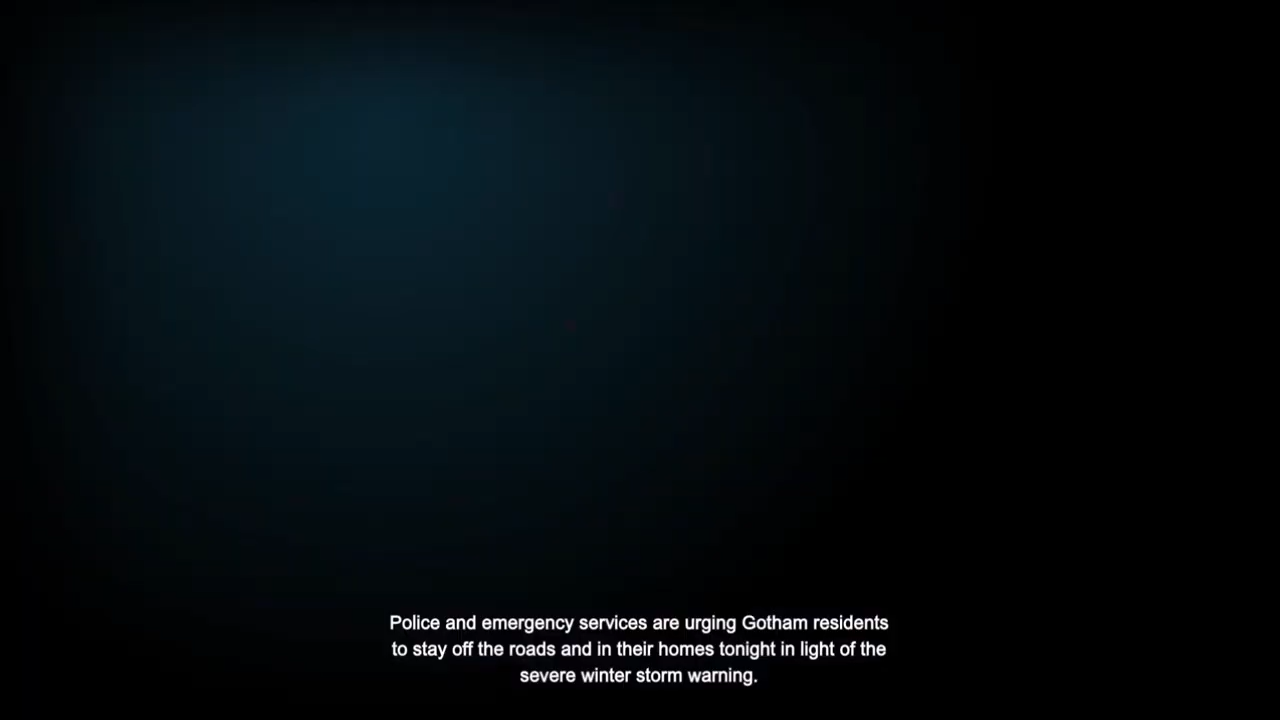 Police and emergency services are urging Gotham residents
to stay off the roads and in their homes tonight in light of the
severe winter storm warning.